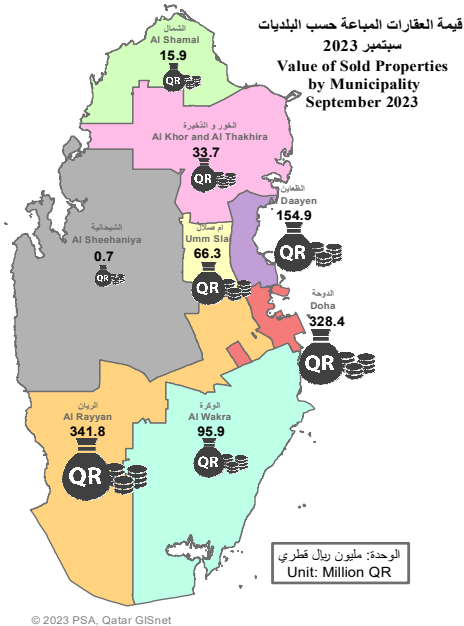 قيمة العقارات المباعة حسب البلديات
سبتمبر 2023
Value of Sold Properties
by Municipality
September 2023
الشمال
Al Shamal
15.9
QR
الخور و الذخيرة
Al Khor and Al Thakhira
33.7
QR
الظعاين
Al Daayen
154.9
QR
الشيحانية
Al Sheehaniya
0.7
QR
ام صلال
Umm Sla
66.3
QR
الدوحة
Doha
328.4
QR
الريان
Al Rayyan
341.8
QR
الوكرة
Al Wakra
95.9
QR
الوحدة: مليون ريال قطري
Unit: Million QR
© 2023 PSA, Qatar GISnet